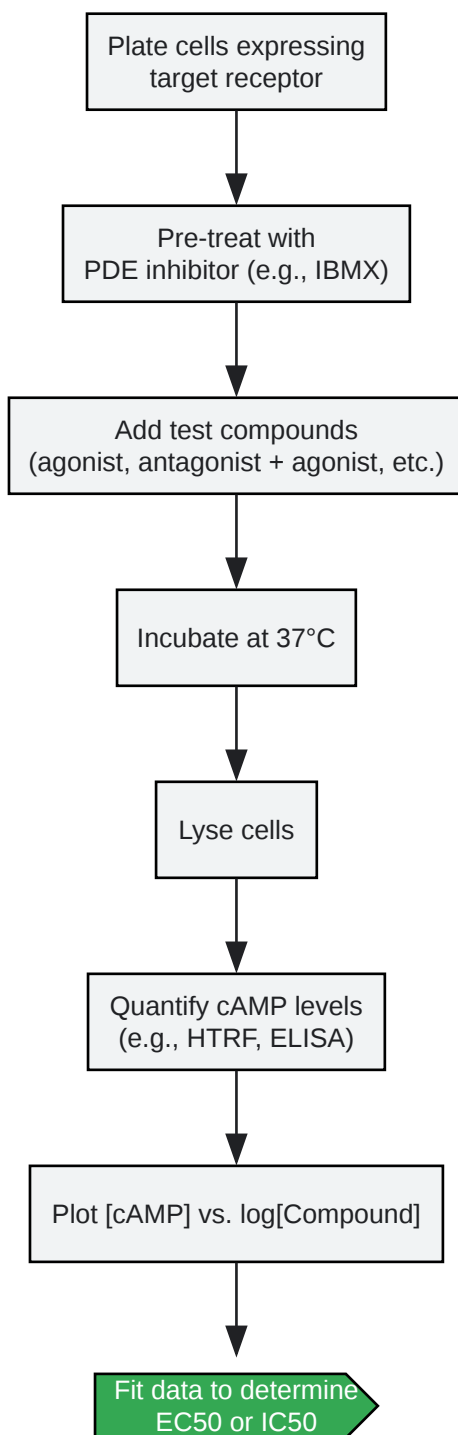 Plate cells expressing
target receptor
Pre-treat with
PDE inhibitor (e.g., IBMX)
Add test compounds
(agonist, antagonist + agonist, etc.)
Incubate at 37°C
Lyse cells
Quantify cAMP levels
(e.g., HTRF, ELISA)
Plot [cAMP] vs. log[Compound]
Fit data to determine
EC50 or IC50